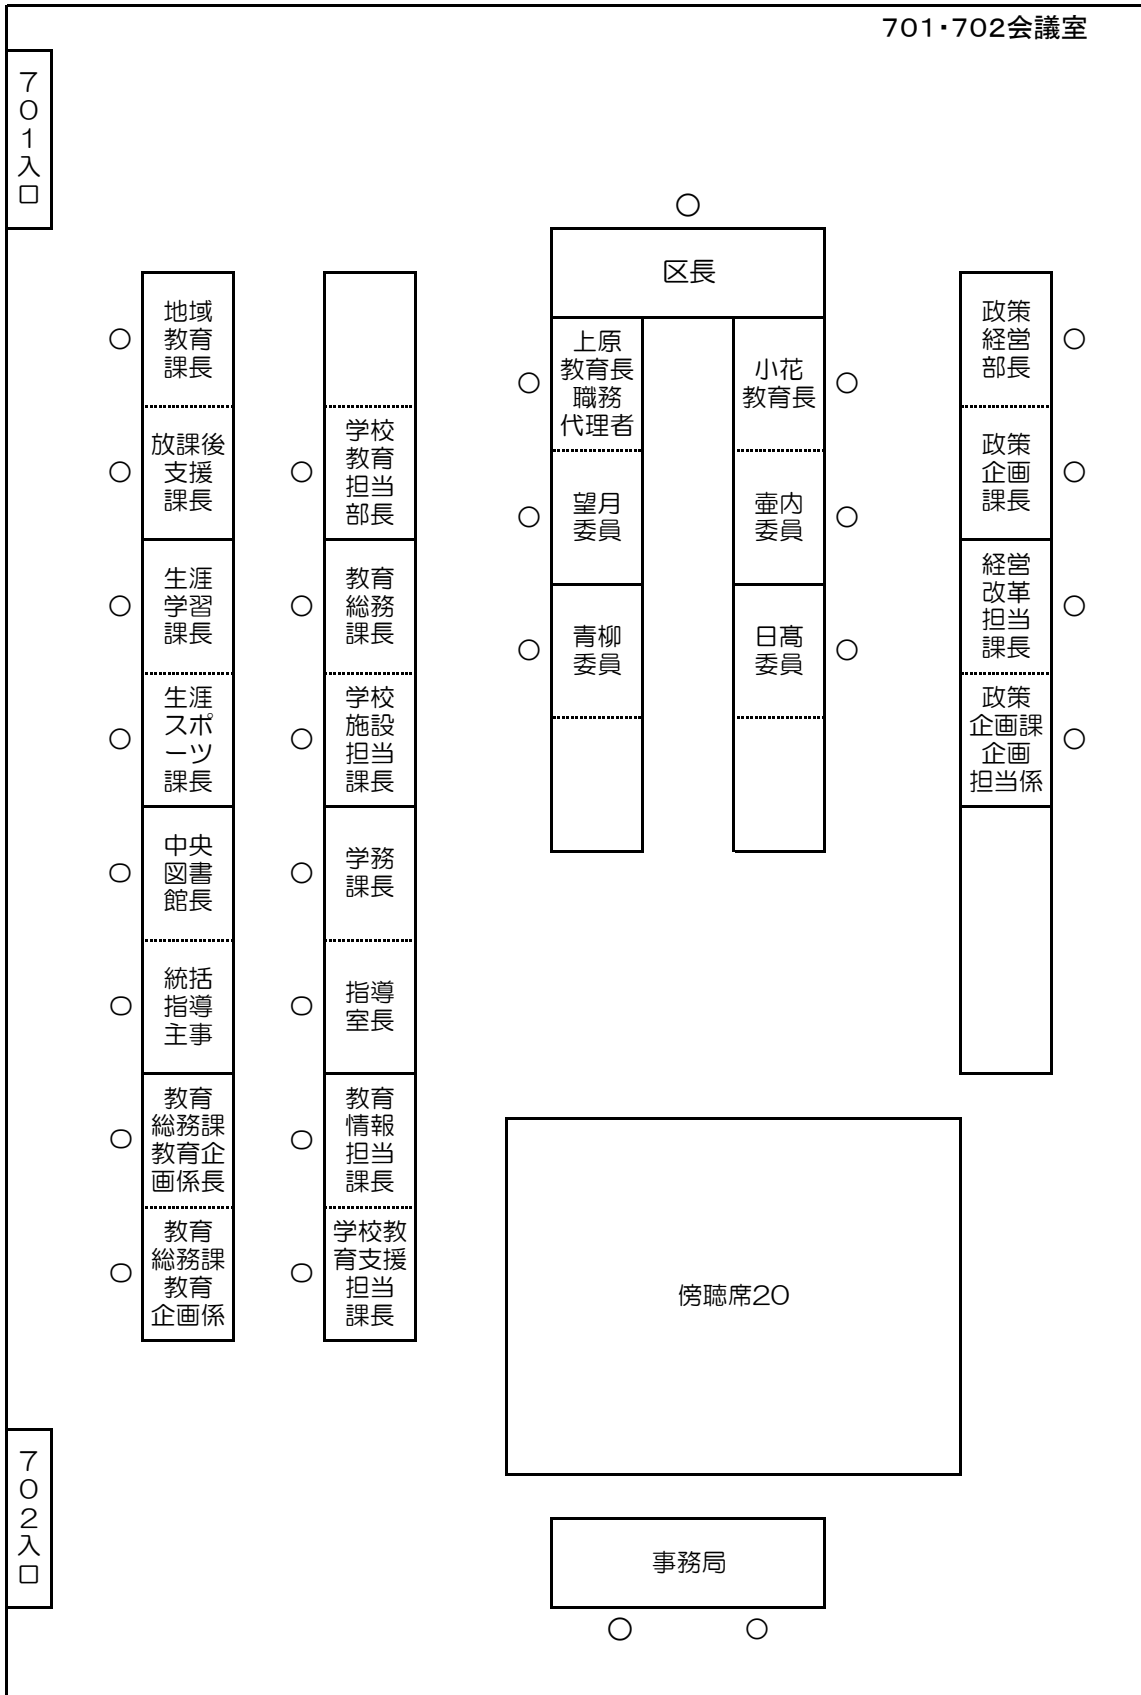 701・702会議室
701入口
区長
地域
教育
課長
放課後
支援
課長
生涯
学習
課長
生涯
スポ
ーツ
課長
中央
図書
館長
統括
指導
主事
教育
総務課
教育企
画係長
教育
総務課
教育
企画係
学校
教育
担当
部長
教育
総務
課長
学校
施設
担当
課長
学務
課長
指導
室長
教育
情報
担当
課長
学校教
育支援
担当
課長
上原
教育長
職務
代理者
望月
委員
青柳
委員
小花
教育長
壷内
委員
日髙
委員
政策
経営
部長
政策
企画
課長
経営
改革
担当
課長
政策
企画課
企画
担当係
傍聴席20
702入口
事務局